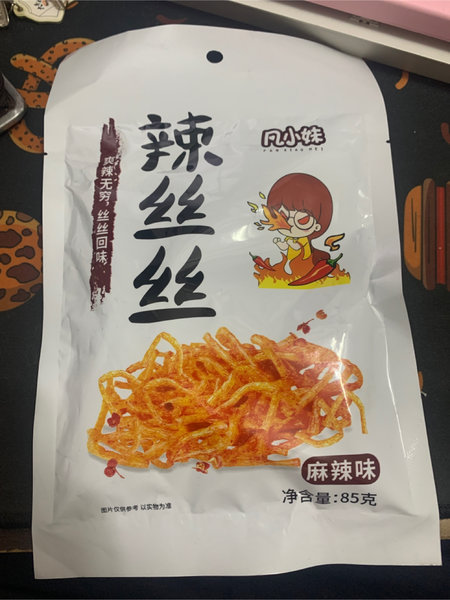 凡小妹
FAN XIAO MEI
辣丝丝
爽辣无穷，丝丝回味
麻辣味
净含量:85克
图片仅供参考 以实物为准